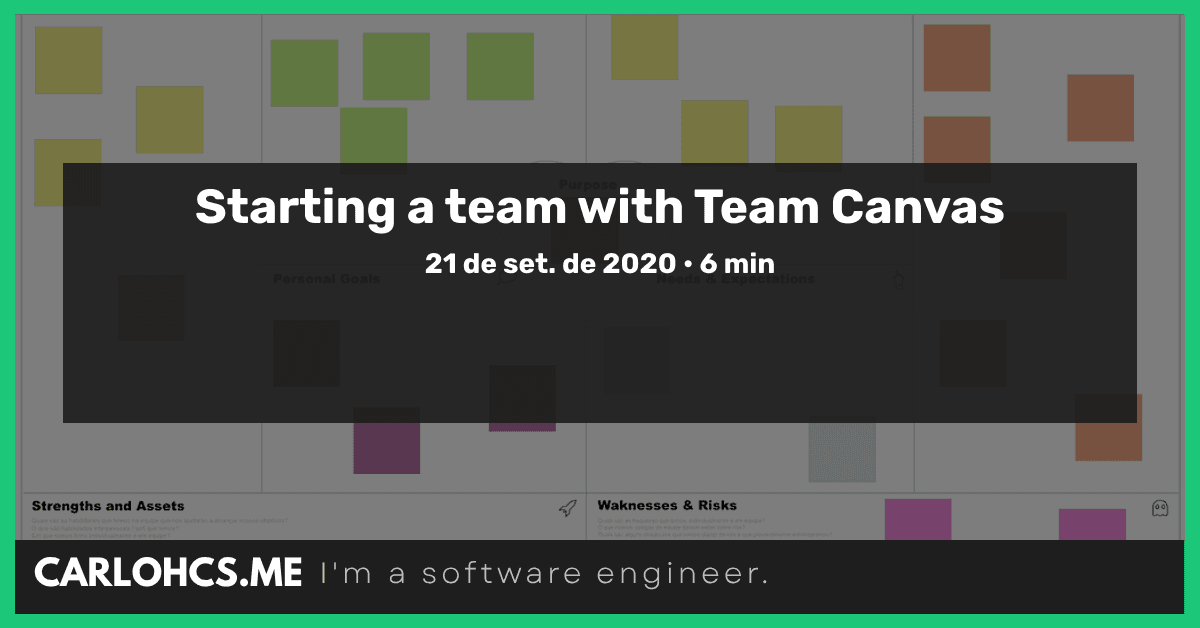 Purpose
Starting a team with Team Canvas
21 de set. de 2020 • 6 min
Personal Goals
Needs & Expectations
Strengths and Assets
Waknesses & Risks
CARLOHCS.ME I'm a software engineer.